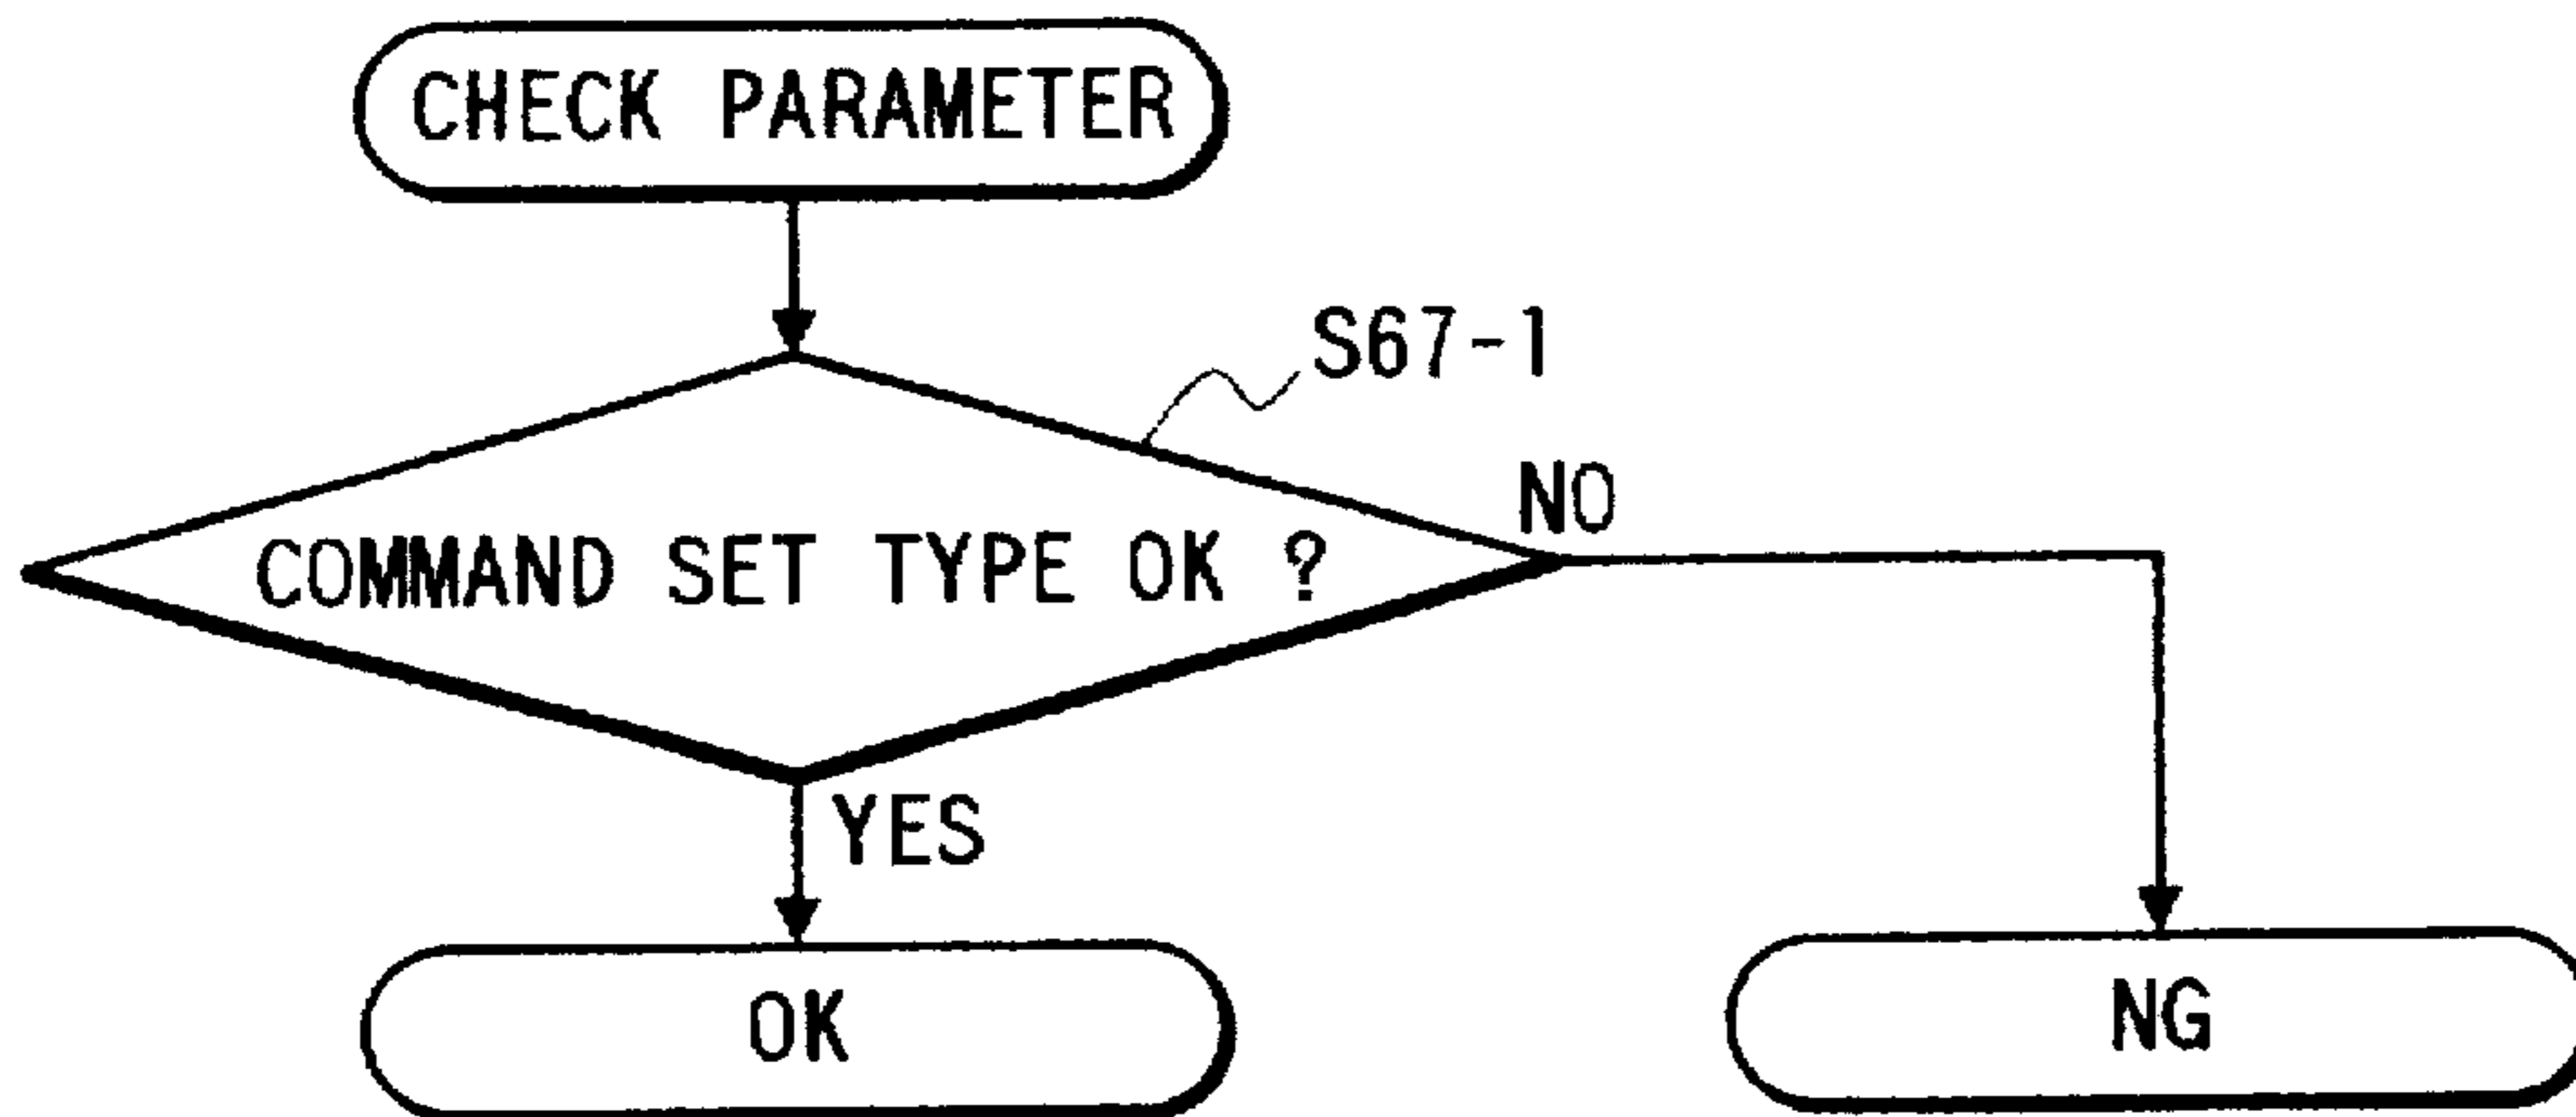 CHECK PARAMETER
S67-1
NO
COMMAND SET TYPE OK ?
YES
OK
NG